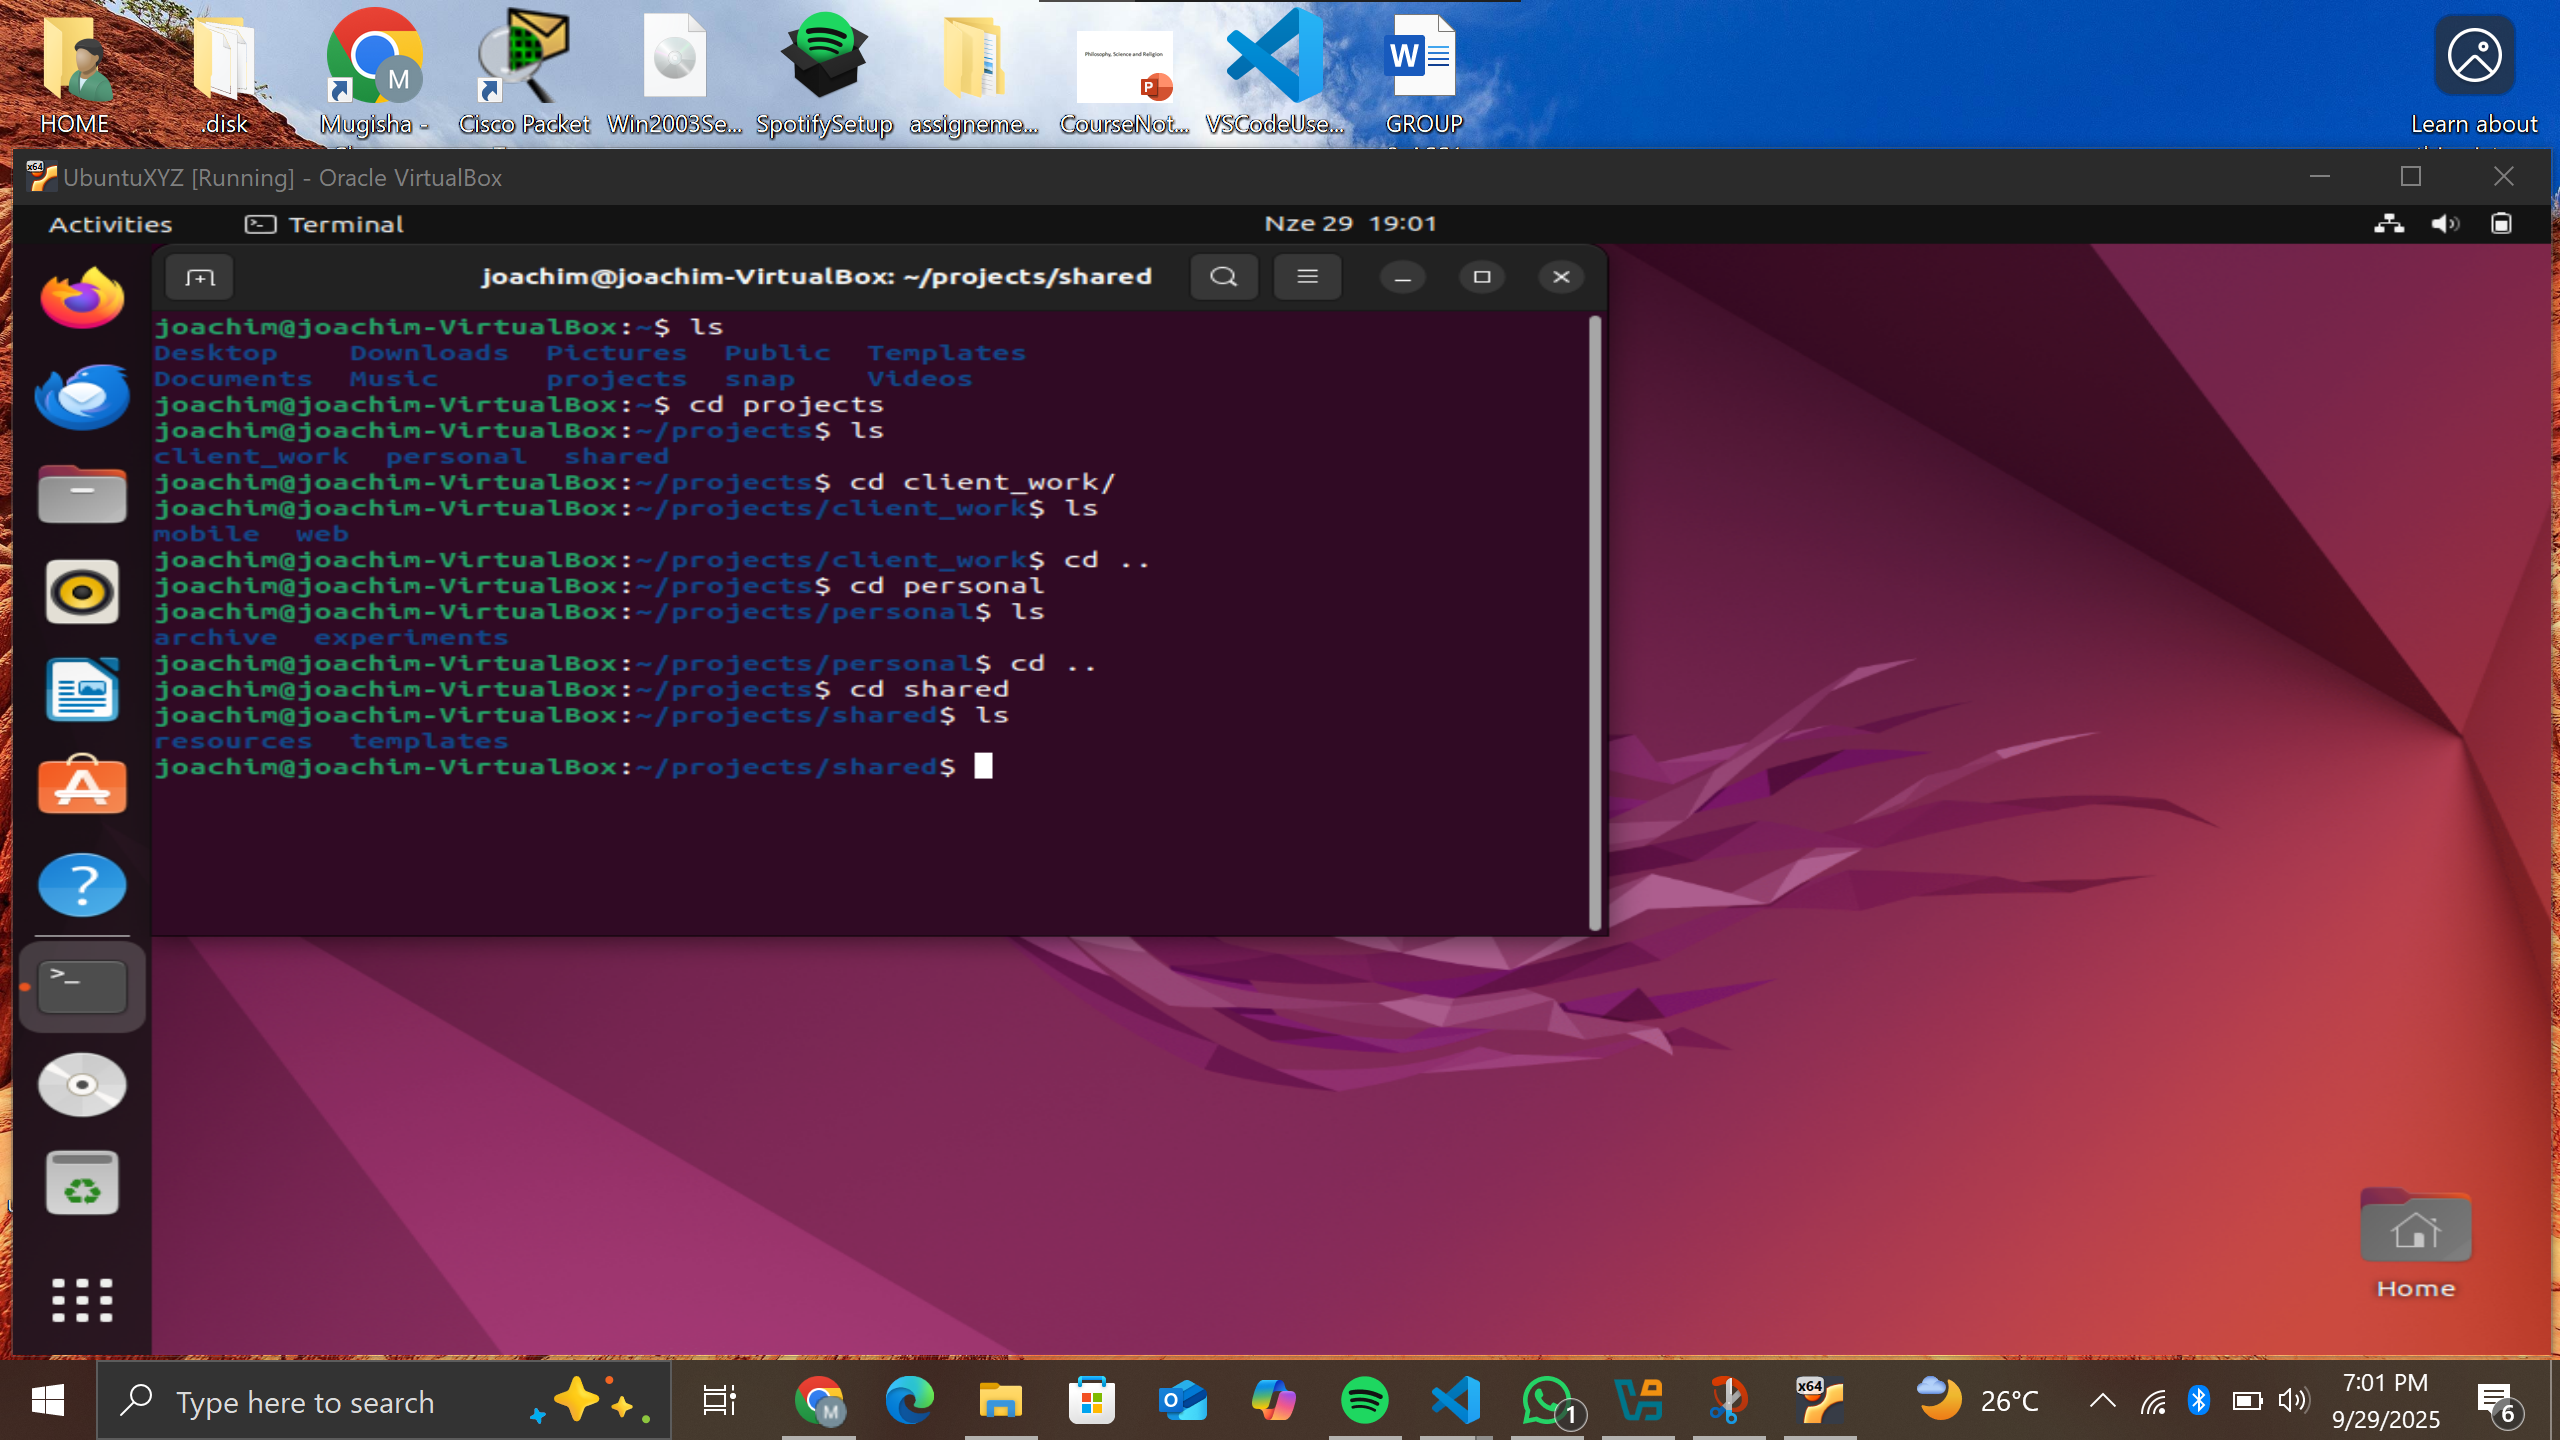 HOME
.disk
Mugisha -
Cisco Packet
Win2003Se...
SpotifySetup
assigneme...
CourseNot...
VSCodeUse...
GROUP
Learn about
Philosophy, Science and Religion
UbuntuXYZ [Running] - Oracle VirtualBox
Activities
Terminal
Nze 29 19:01
joachim@joachim-VirtualBox: ~/projects/shared
joachim@joachim-VirtualBox:~$ ls
Desktop Downloads Pictures Public Templates
Documents Music projects snap Videos
joachim@joachim-VirtualBox:~$ cd projects
joachim@joachim-VirtualBox:~/projects$ ls
client_work personal shared
joachim@joachim-VirtualBox:~/projects$ cd client_work/
joachim@joachim-VirtualBox:~/projects/client_work$ ls
mobile web
joachim@joachim-VirtualBox:~/projects/client_work$ cd ..
joachim@joachim-VirtualBox:~/projects$ cd personal
joachim@joachim-VirtualBox:~/projects/personal$ ls
archive experiments
joachim@joachim-VirtualBox:~/projects/personal$ cd ..
joachim@joachim-VirtualBox:~/projects$ cd shared
joachim@joachim-VirtualBox:~/projects/shared$ ls
resources templates
joachim@joachim-VirtualBox:~/projects/shared$
Home
Type here to search
26°C
7:01 PM
9/29/2025
1
6